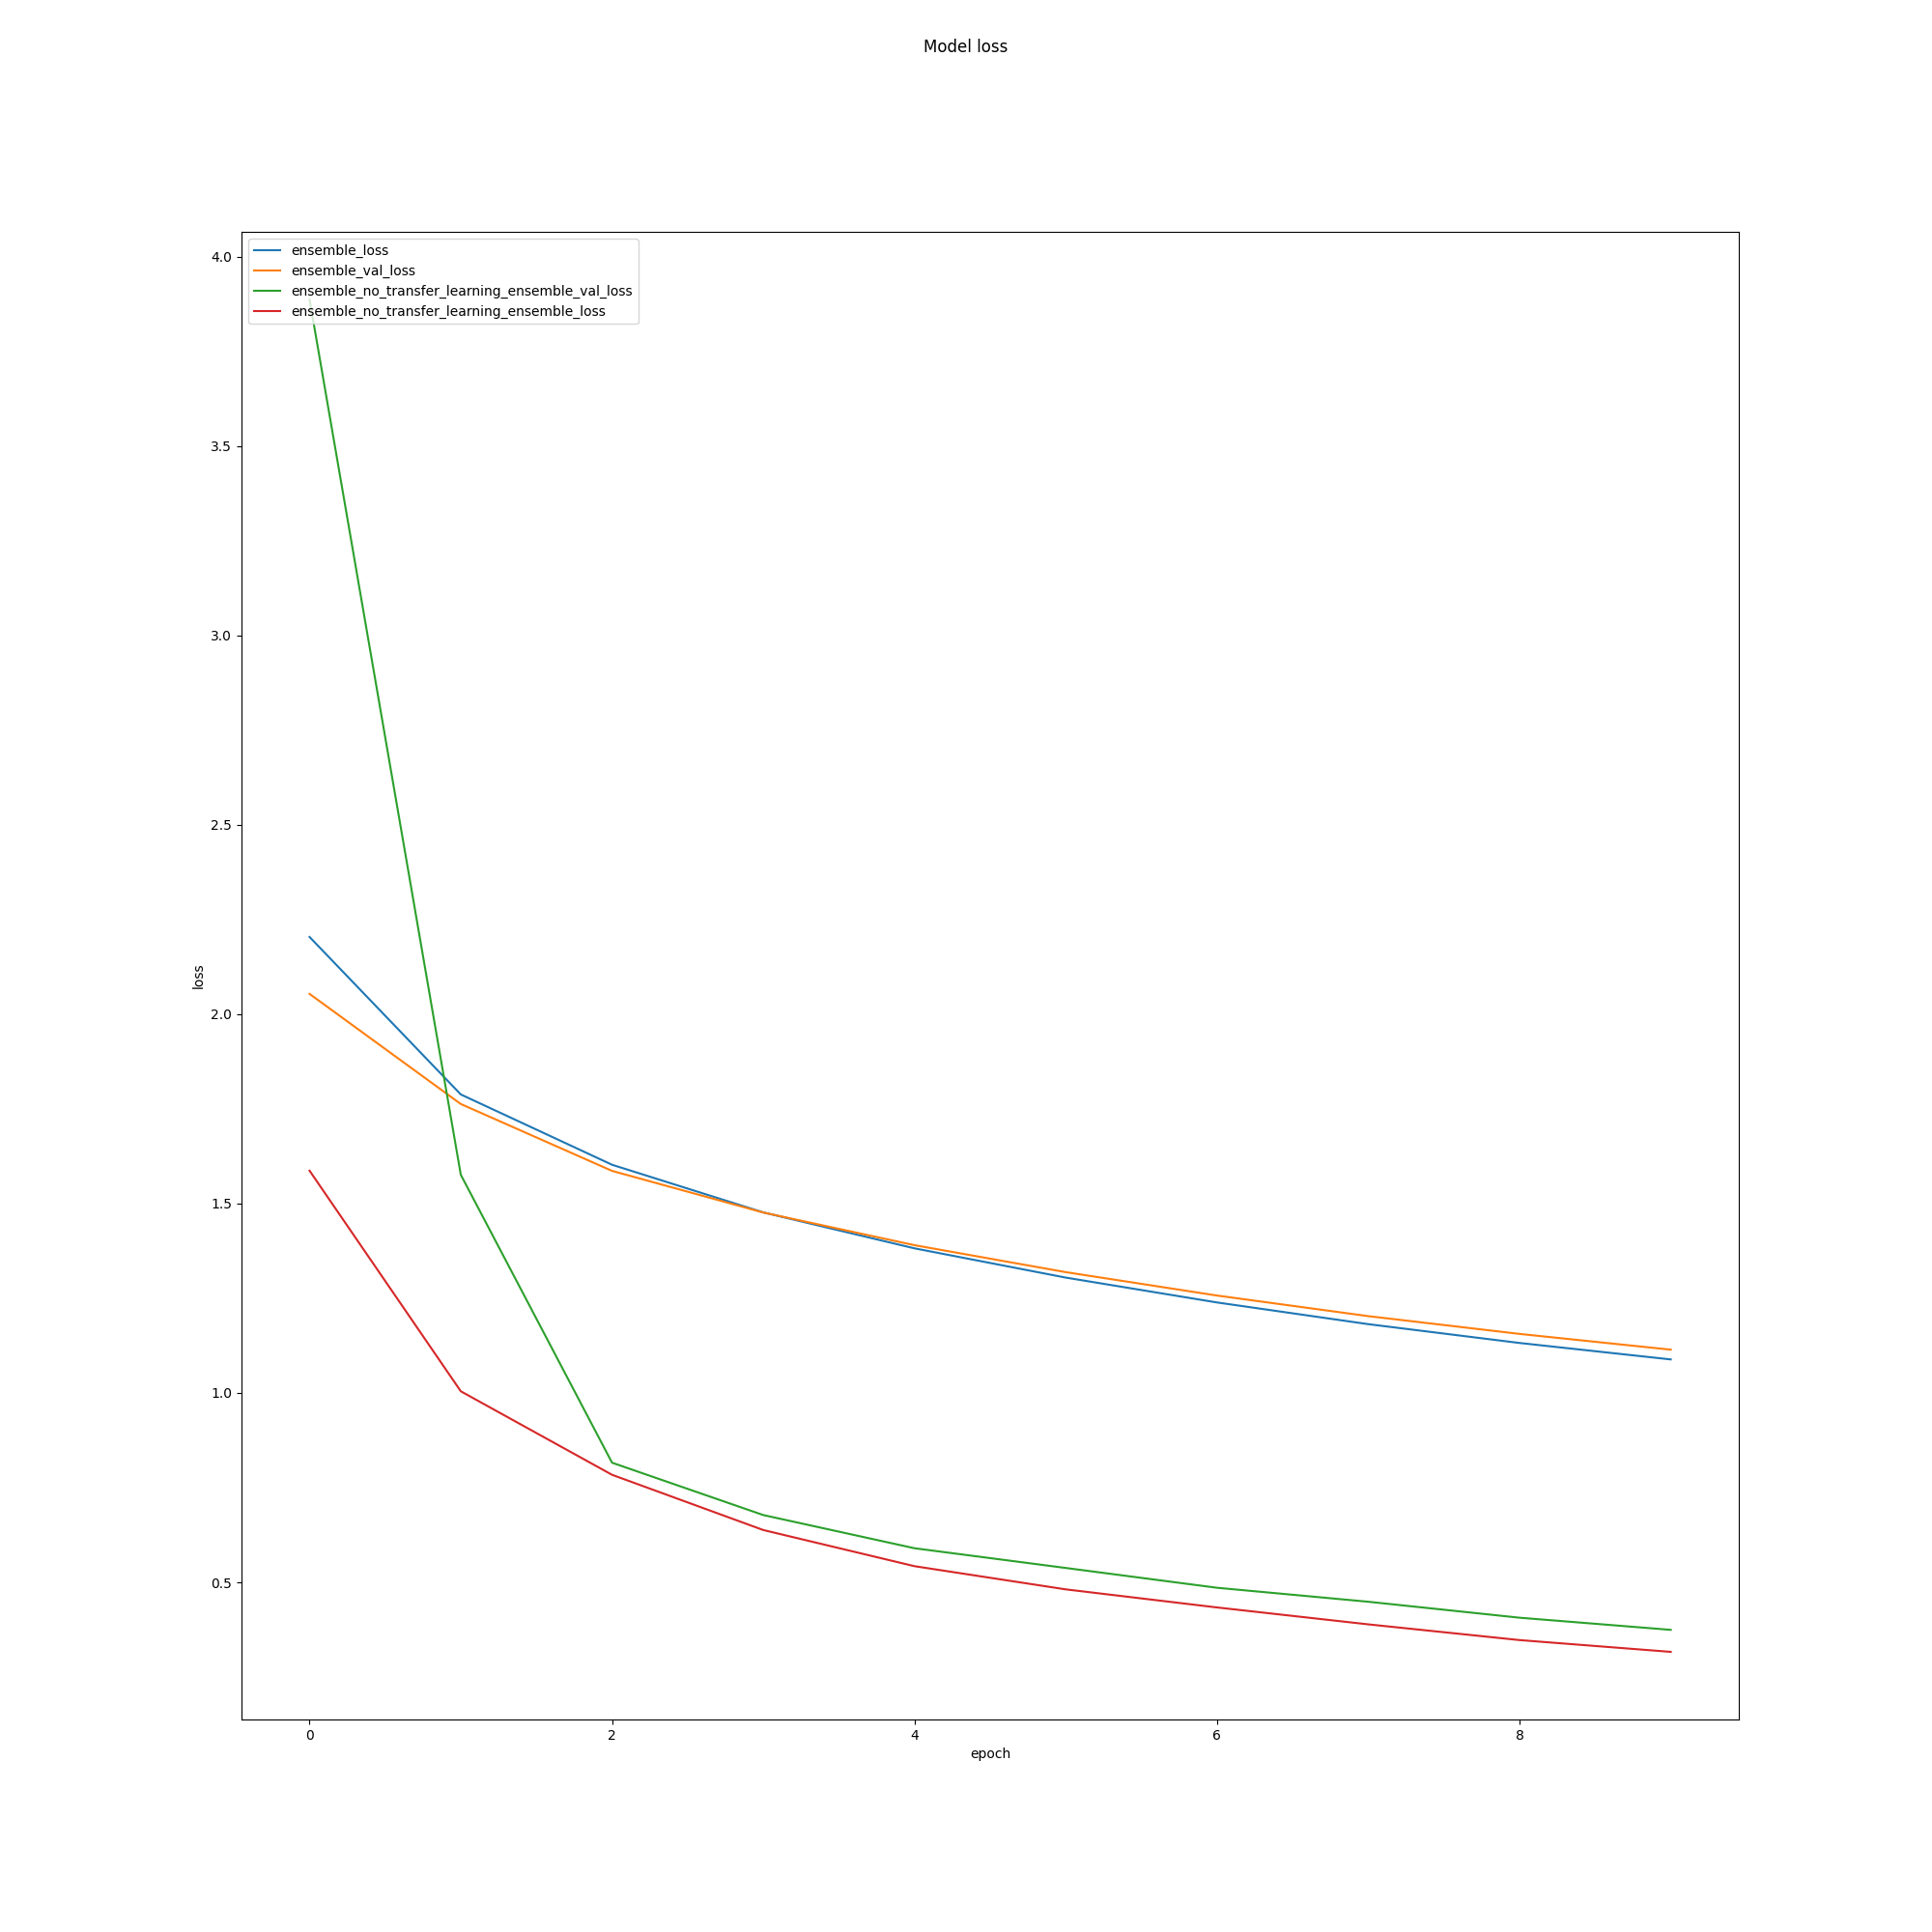 Model loss
ensemble_loss
ensemble_val_loss
ensemble_no_transfer_learning_ensemble_val_loss
ensemble_no_transfer_learning_ensemble_loss
4.0
3.5
3.0
2.5
2.0
1.5
1.0
0.5
loss
0 2 4 6 8
epoch